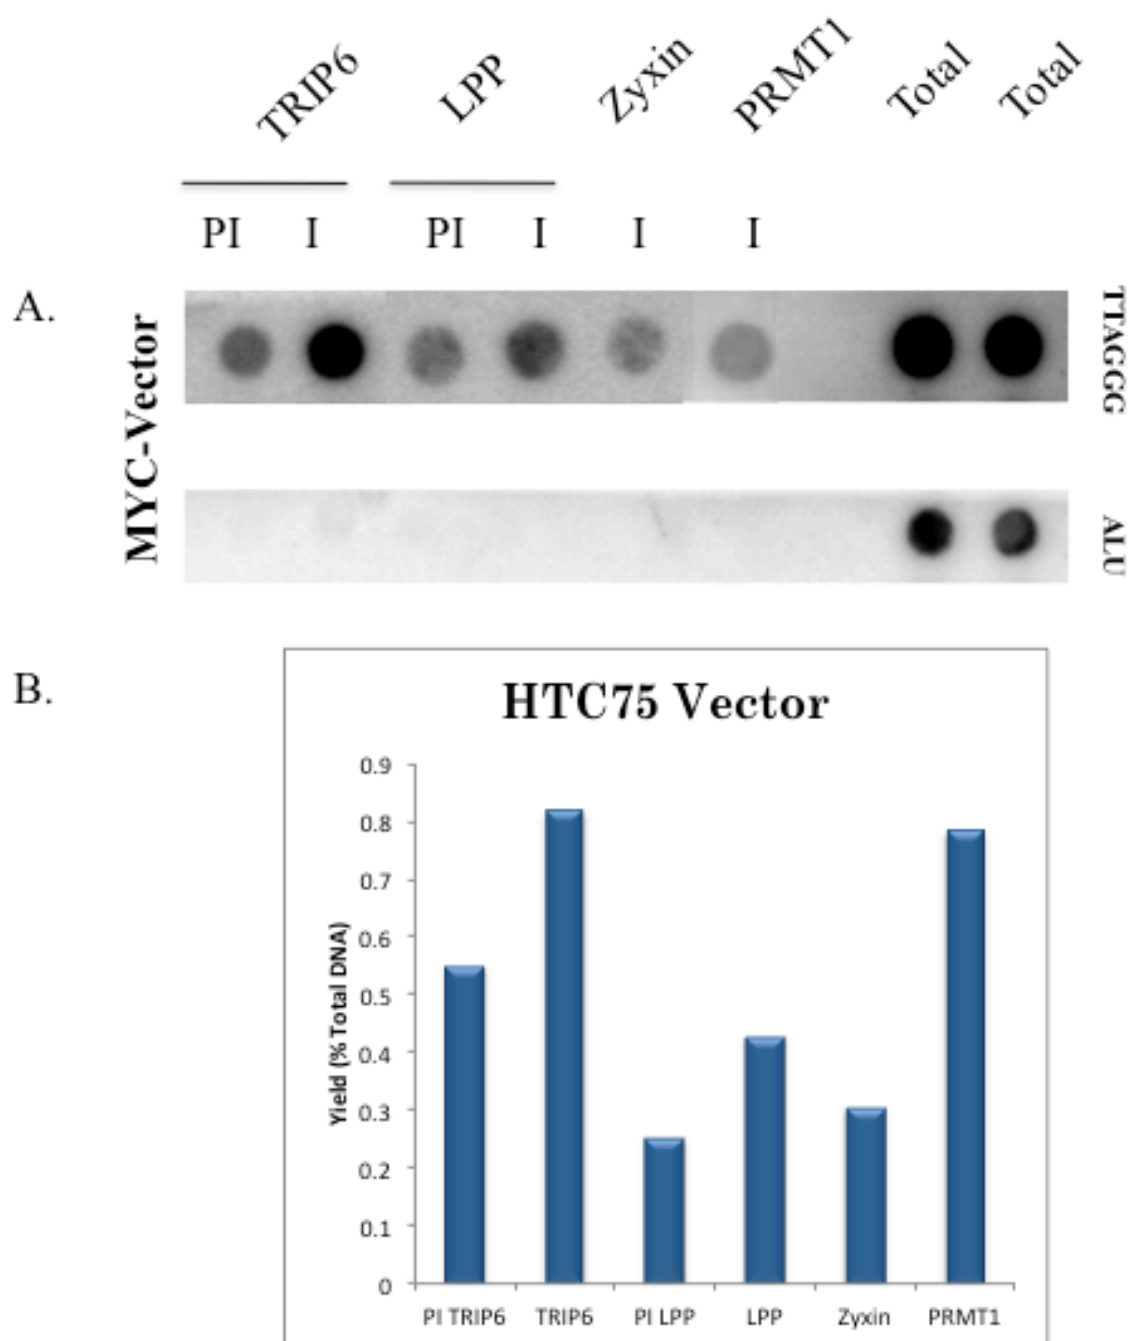 TRIP6 LPP Zyxin PRMT1 Total Total
PI I PI I I I
A.
MYC-Vector
TTAGGG
ALU
B.
HTC75 Vector
Yield (% Total DNA)
0.9
0.8
0.7
0.6
0.5
0.4
0.3
0.2
0.1
0
PI TRIP6 TRIP6 PI LPP LPP Zyxin PRMT1